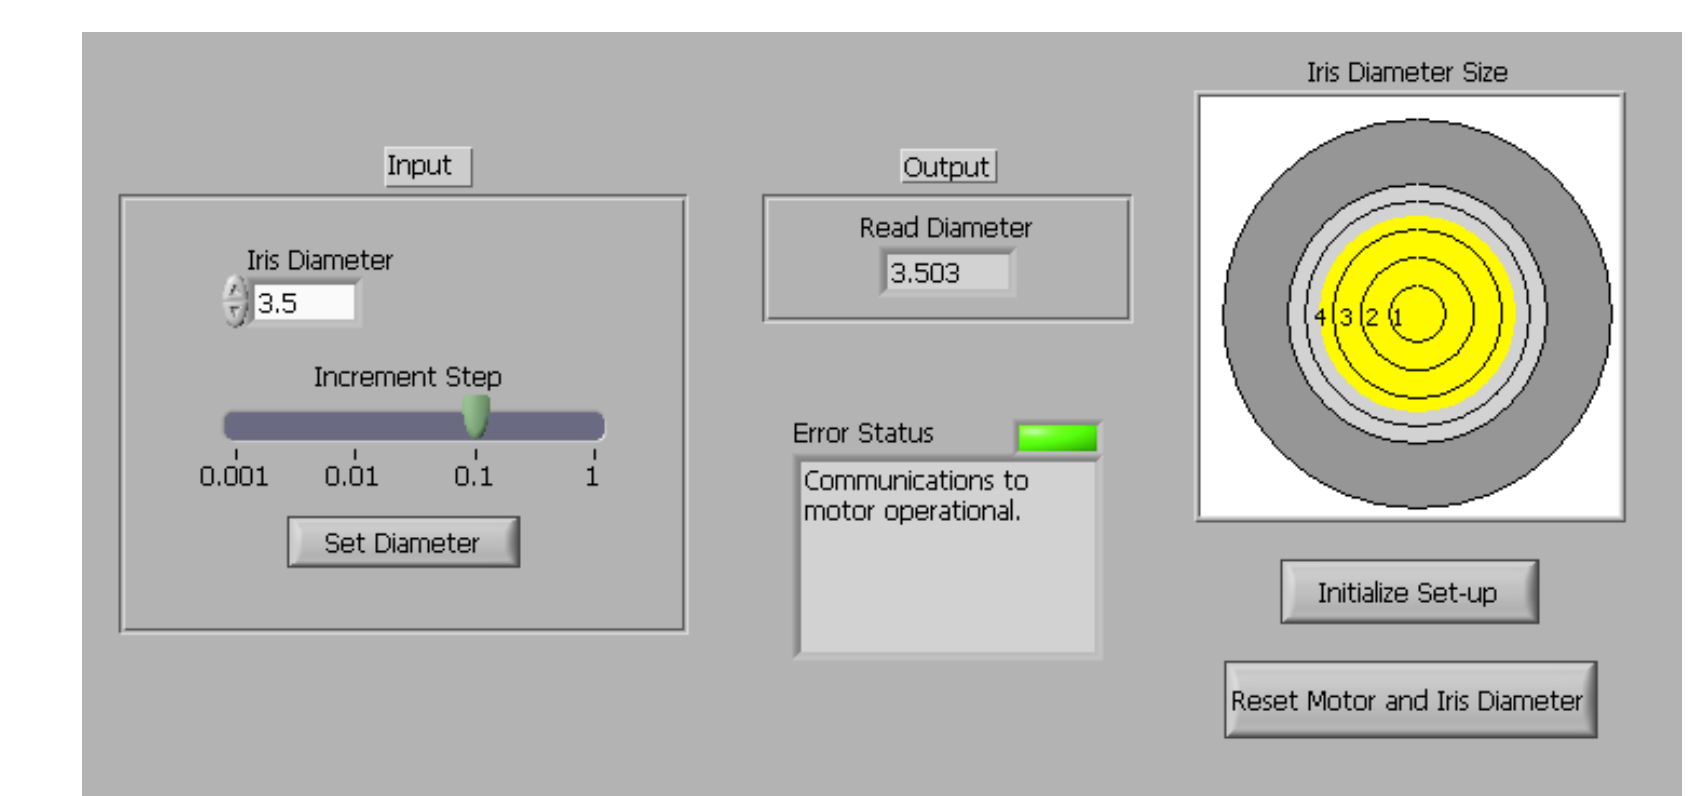 Input
Iris Diameter
3.5
Increment Step
0.001 0.01 0.1 1
Set Diameter
Output
Read Diameter
3.503
Error Status
Communications to
motor operational.
Iris Diameter Size
4 3 2 1
Initialize Set-up
Reset Motor and Iris Diameter